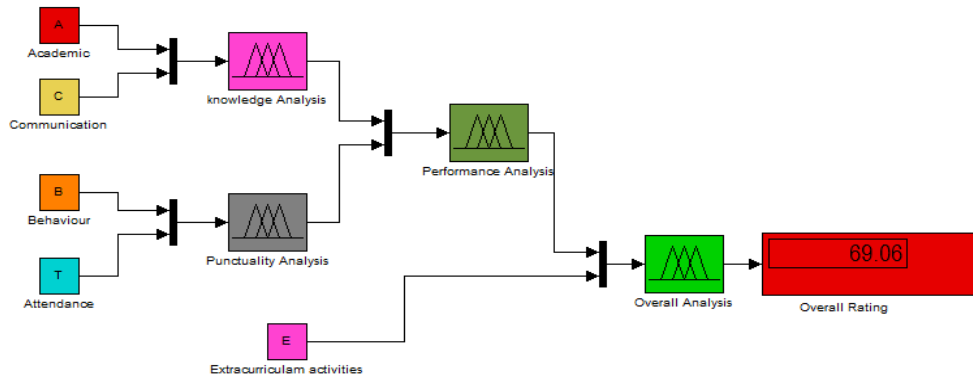 A
Academic
C
Communication
knowledge Analysis
B
Behaviour
T
Attendance
Punctuality Analysis
Performance Analysis
E
Extracurriculam activities
Overall Analysis
69.06
Overall Rating